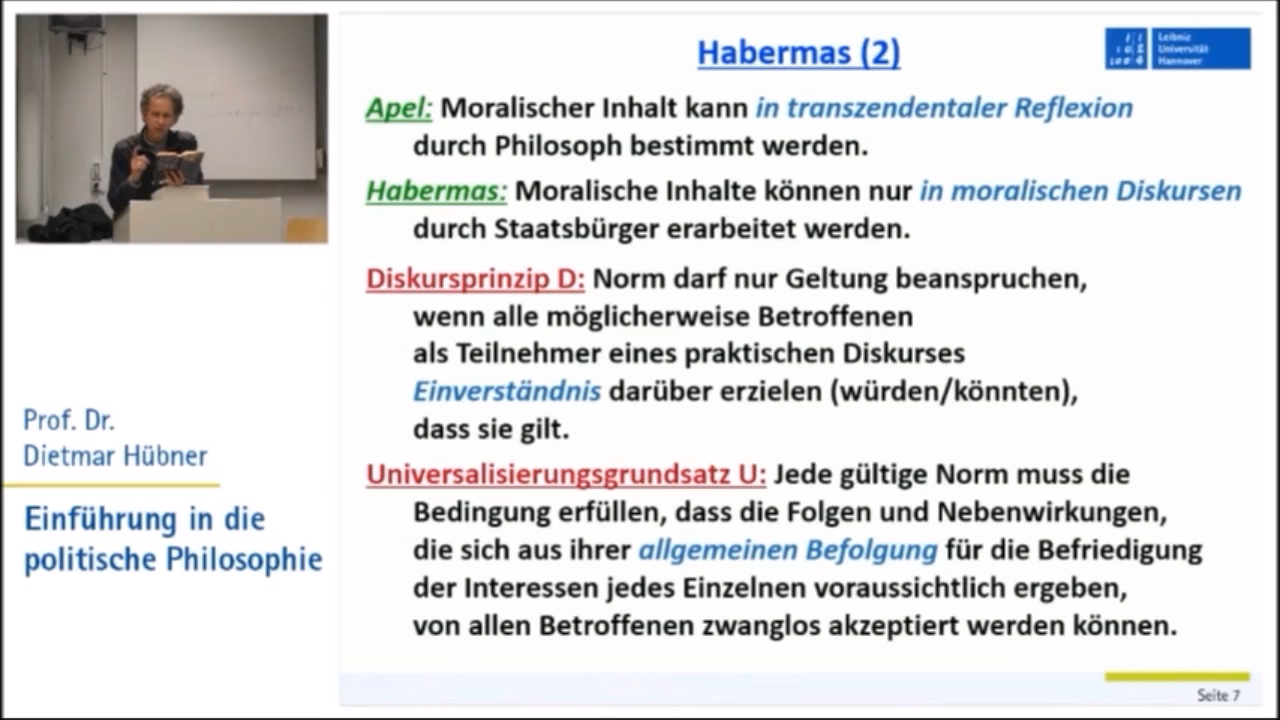 Habermas (2)
Leibniz
Universität
Hannover
Apel: Moralischer Inhalt kann in transzendentaler Reflexion
durch Philosoph bestimmt werden.
Habermas: Moralische Inhalte können nur in moralischen Diskursen
durch Staatsbürger erarbeitet werden.
Diskursprinzip D: Norm darf nur Geltung beanspruchen,
wenn alle möglicherweise Betroffenen
als Teilnehmer eines praktischen Diskurses
Einverständnis darüber erzielen (würden/könnten),
dass sie gilt.
Universalisierungsgrundsatz U: Jede gültige Norm muss die
Bedingung erfüllen, dass die Folgen und Nebenwirkungen,
die sich aus ihrer allgemeinen Befolgung für die Befriedigung
der Interessen jedes Einzelnen voraussichtlich ergeben,
von allen Betroffenen zwanglos akzeptiert werden können.
Prof. Dr.
Dietmar Hübner
Einführung in die
politische Philosophie
Seite 7